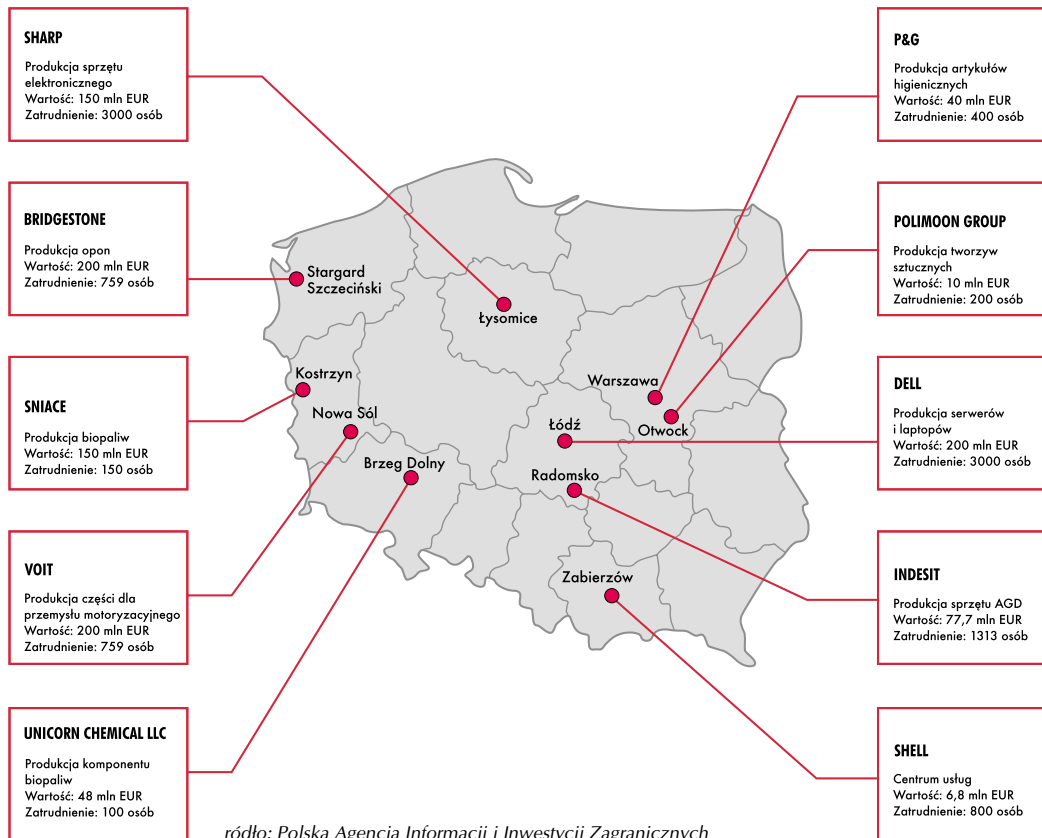 SHARP
Produkcja sprzętu
elektronicznego
Wartość: 150 mln EUR
Zatrudnienie: 3000 osób
BRIDGESTONE
Produkcja opon
Wartość: 200 mln EUR
Zatrudnienie: 759 osób
SNIACE
Produkcja biopaliw
Wartość: 150 mln EUR
Zatrudnienie: 150 osób
VOIT
Produkcja części dla
przemysłu motoryzacyjnego
Wartość: 200 mln EUR
Zatrudnienie: 759 osób
UNICORN CHEMICAL LLC
Produkcja komponentu
biopaliw
Wartość: 48 mln EUR
Zatrudnienie: 100 osób
Stargard
Szczeciński
Łysomice
Kostrzyn
Nowa Sól
Brzeg Dolny
Warszawa
Otwock
Łódź
Radomsko
Zabierzów
P&G
Produkcja artykułów
higienicznych
Wartość: 40 mln EUR
Zatrudnienie: 400 osób
POLIMOON GROUP
Produkcja tworzyw
sztucznych
Wartość: 10 mln EUR
Zatrudnienie: 200 osób
DELL
Produkcja serwerów
i laptopów
Wartość: 200 mln EUR
Zatrudnienie: 3000 osób
INDESIT
Produkcja sprzętu AGD
Wartość: 77,7 mln EUR
Zatrudnienie: 1313 osób
SHELL
Centrum usług
Wartość: 6,8 mln EUR
Zatrudnienie: 800 osób
ródło: Polska Agencja Informacji i Inwestycji Zagranicznych